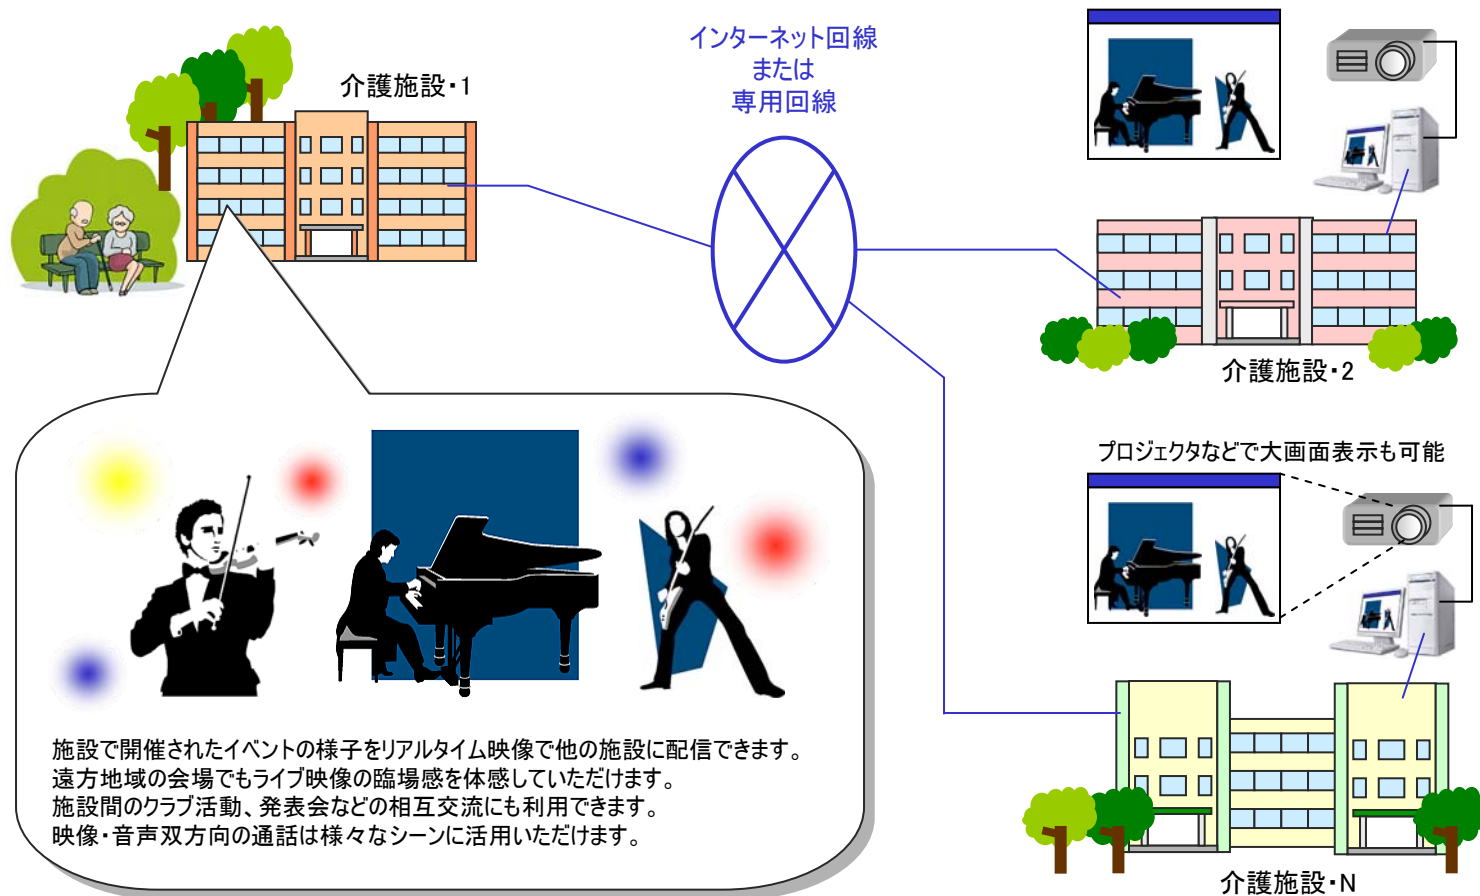 インターネット回線
または
専用回線
介護施設・1
介護施設・2
プロジェクタなどで大画面表示も可能
施設で開催されたイベントの様子をリアルタイム映像で他の施設に配信できます。
遠方地域の会場でもライブ映像の臨場感を体感していただけます。
施設間のクラブ活動、発表会などの相互交流にも利用できます。
映像・音声双方向の通話は様々なシーンに活用いただけます。
介護施設・N